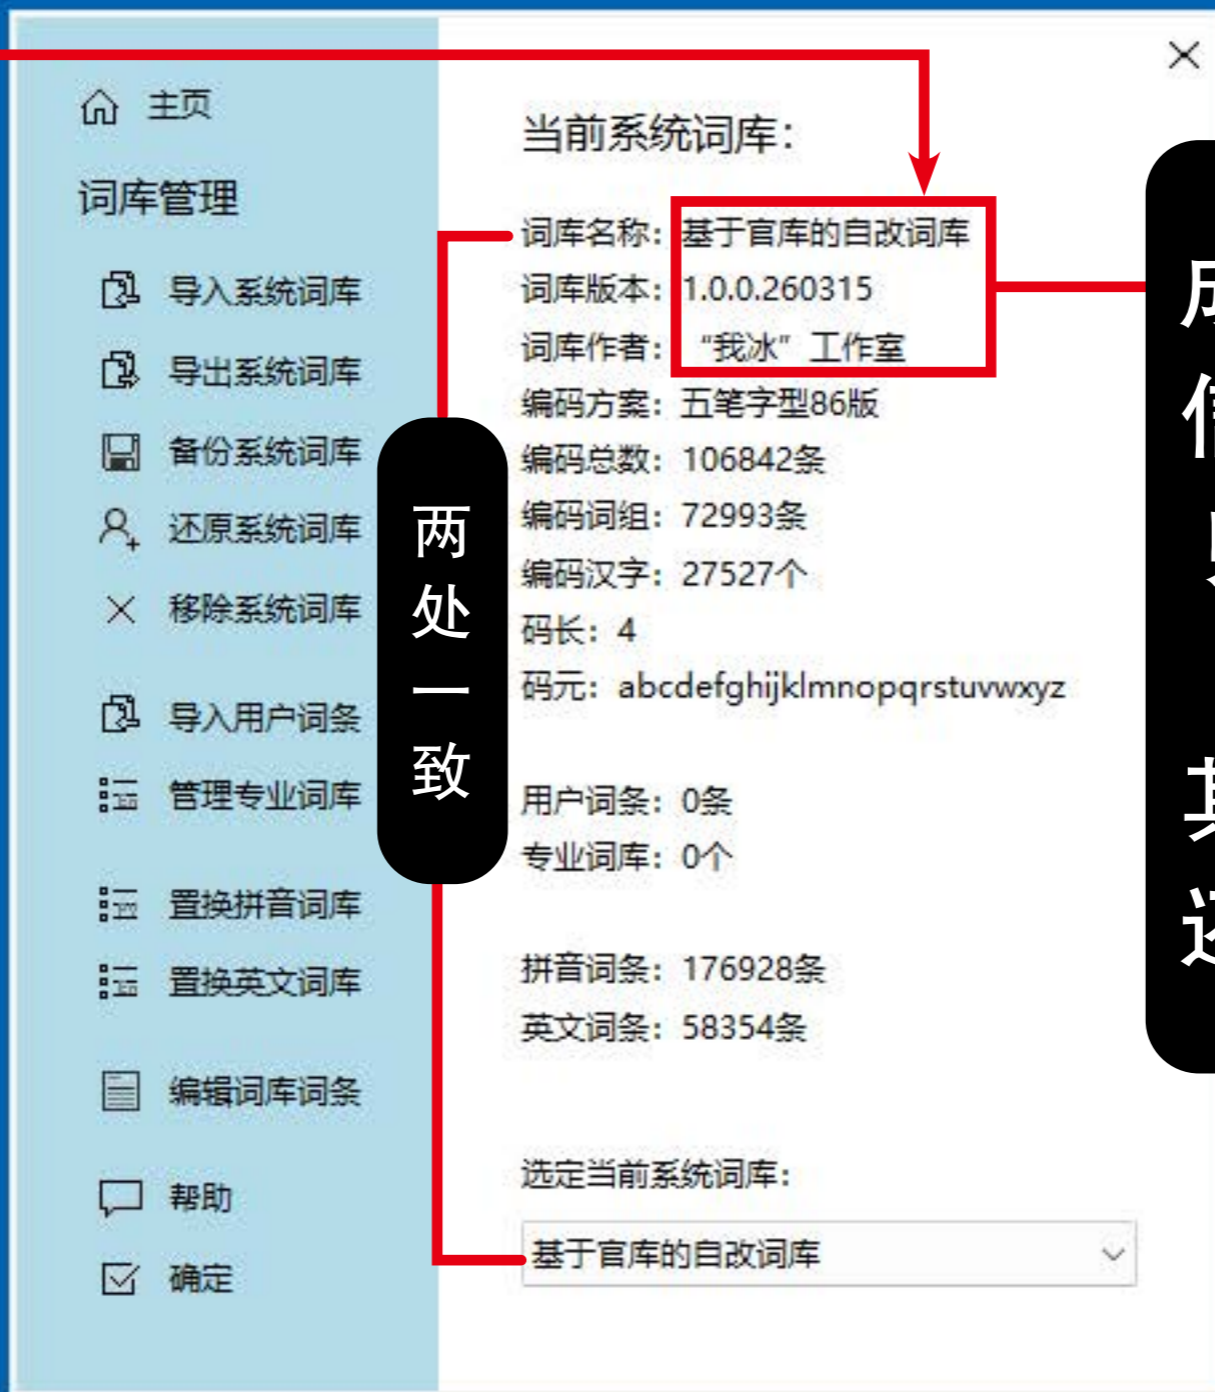 主页
词库管理
导入系统词库
导出系统词库
备份系统词库
还原系统词库
移除系统词库
导入用户词条
管理专业词库
置换拼音词库
置换英文词库
编辑词库词条
帮助
确定
两处一致
当前系统词库：
词库名称：基于官库的自改词库
词库版本：1.0.0.260315
词库作者：“我冰”工作室
编码方案：五笔字型86版
编码总数：106842条
编码词组：72993条
编码汉字：27527个
码长：4
码元：abcdefghijklmnopqrstuvwxyz
用户词条：0条
专业词库：0个
拼音词条：176928条
英文词条：58354条
选定当前系统词库：
基于官库的自改词库